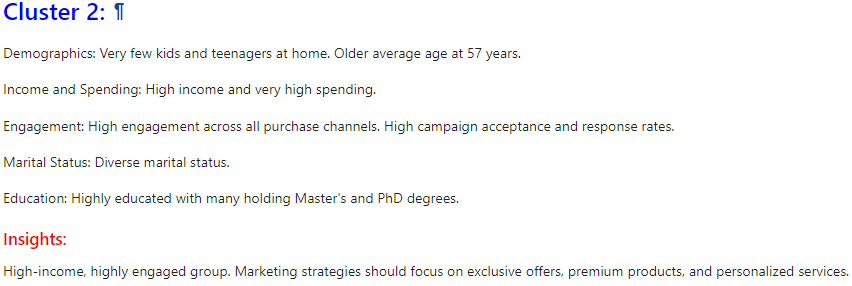 Cluster 2: ¶
Demographics: Very few kids and teenagers at home. Older average age at 57 years.
Income and Spending: High income and very high spending.
Engagement: High engagement across all purchase channels. High campaign acceptance and response rates.
Marital Status: Diverse marital status.
Education: Highly educated with many holding Master's and PhD degrees.
Insights:
High-income, highly engaged group. Marketing strategies should focus on exclusive offers, premium products, and personalized services.